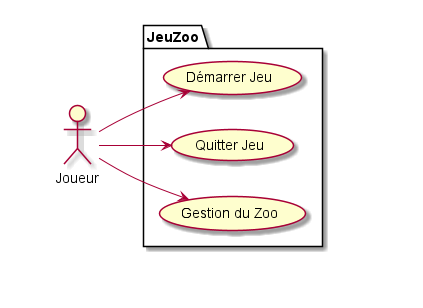 JeuZoo
Démarrer Jeu
Quitter Jeu
Joueur
Gestion du Zoo